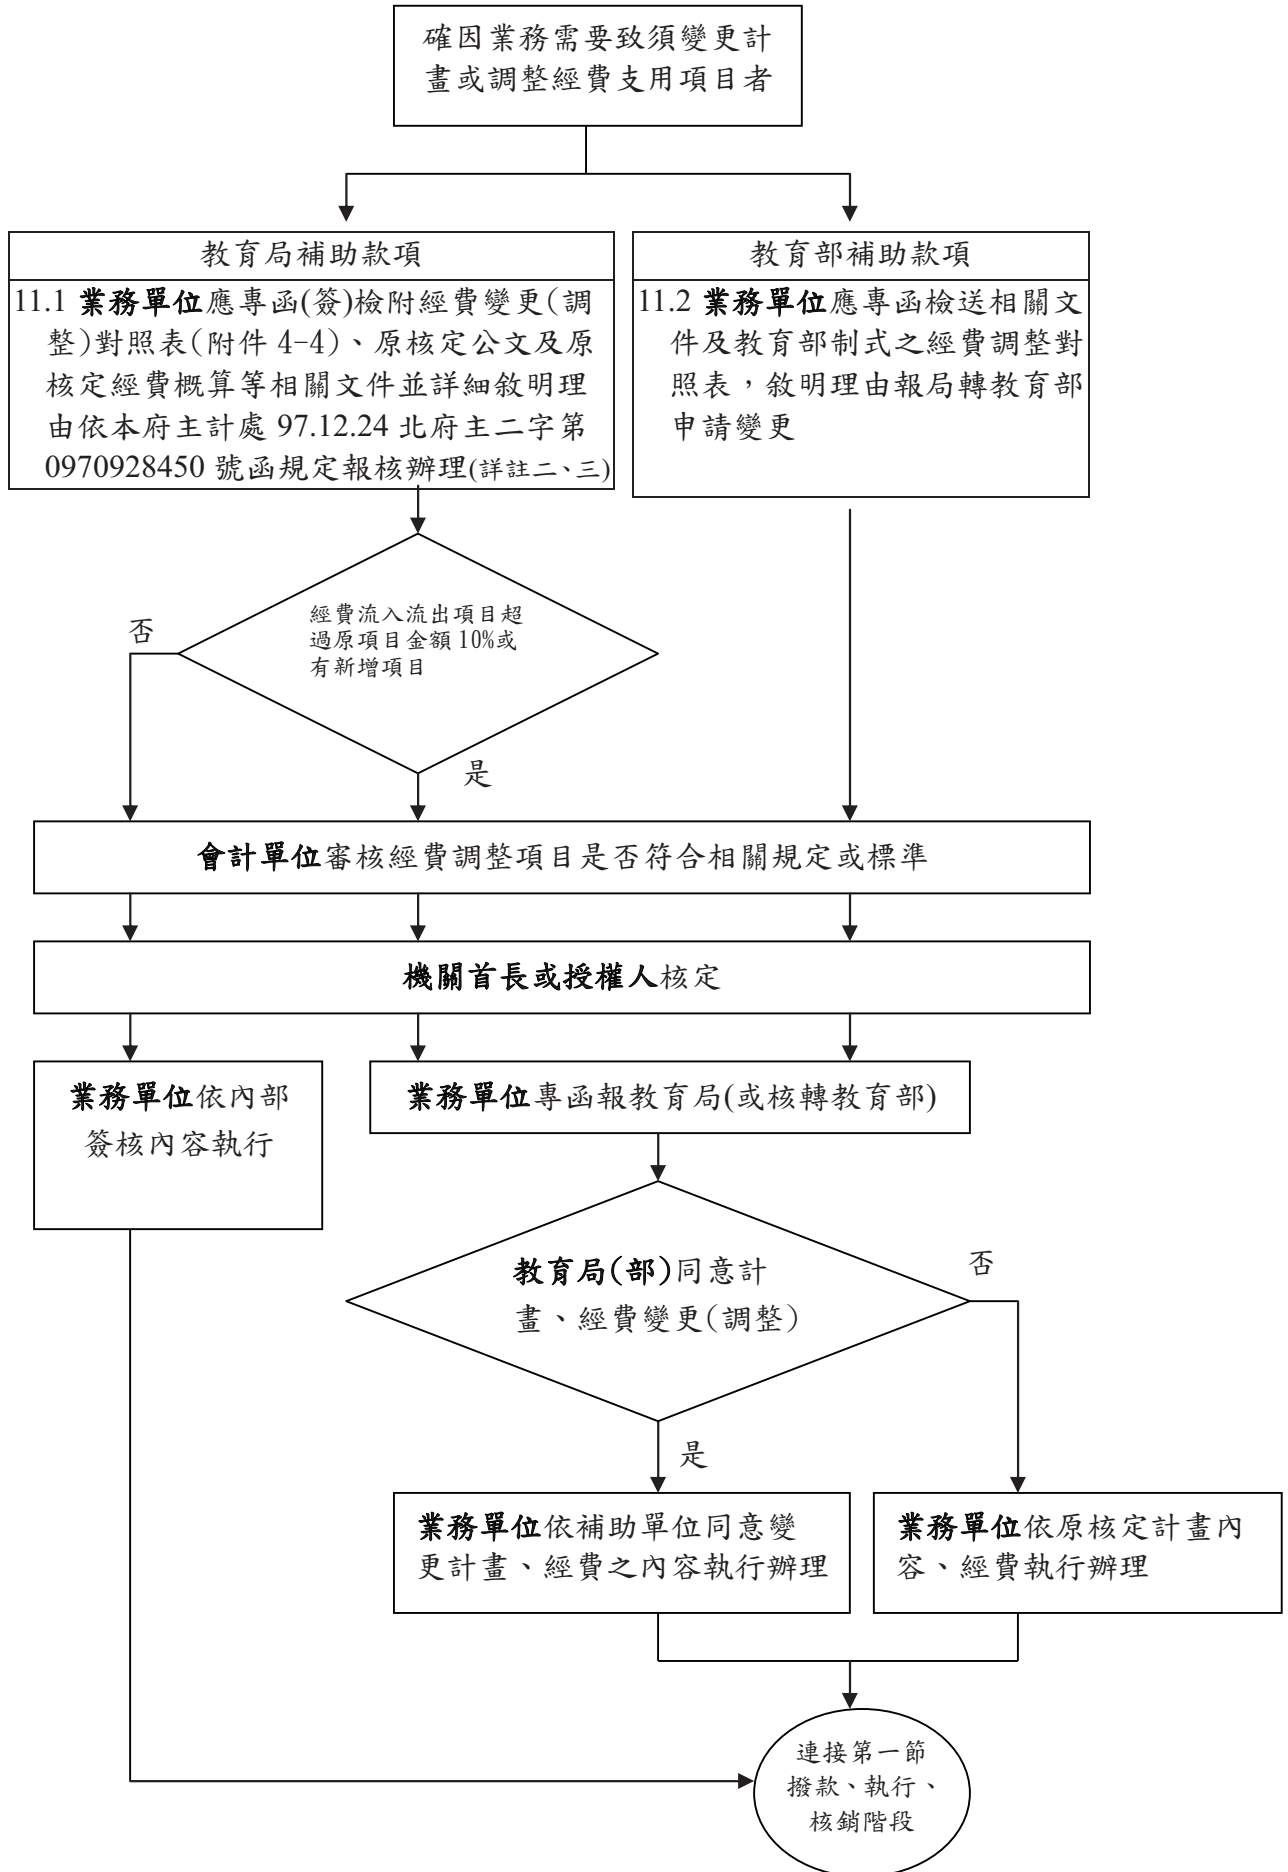 確因業務需要致須變更計
畫或調整經費支用項目者
教育局補助款項
11.1 業務單位應專函(簽)檢附經費變更(調
整)對照表(附件 4-4)、原核定公文及原
核定經費概算等相關文件並詳細敘明理
由依本府主計處 97.12.24 北府主二字第
0970928450 號函規定報核辦理(詳註二、三)
教育部補助款項
11.2 業務單位應專函檢送相關文
件及教育部制式之經費調整對
照表，敘明理由報局轉教育部
申請變更
經費流入流出項目超
過原項目金額 10%或
有新增項目
否
是
會計單位審核經費調整項目是否符合相關規定或標準
機關首長或授權人核定
業務單位依內部
簽核內容執行
業務單位專函報教育局(或核轉教育部)
教育局(部)同意計
畫、經費變更(調整)
否
是
業務單位依補助單位同意變
更計畫、經費之內容執行辦理
業務單位依原核定計畫內
容、經費執行辦理
連接第一節
撥款、執行、
核銷階段